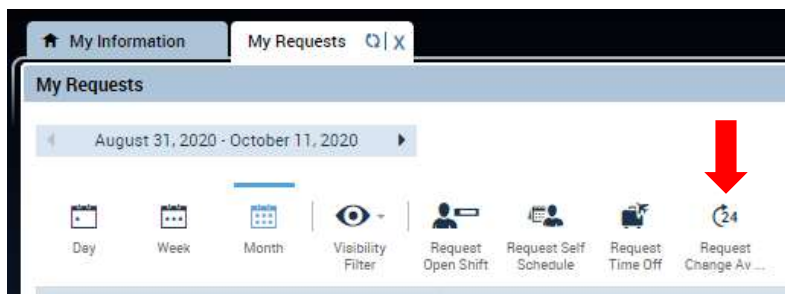 My Information
My Requests
My Requests
August 31, 2020 - October 11, 2020
24
Day
Week
Month
Visibility
Filter
Request
Open Shift
Request Self
Schedule
Request
Time Off
Request
Change Av ...